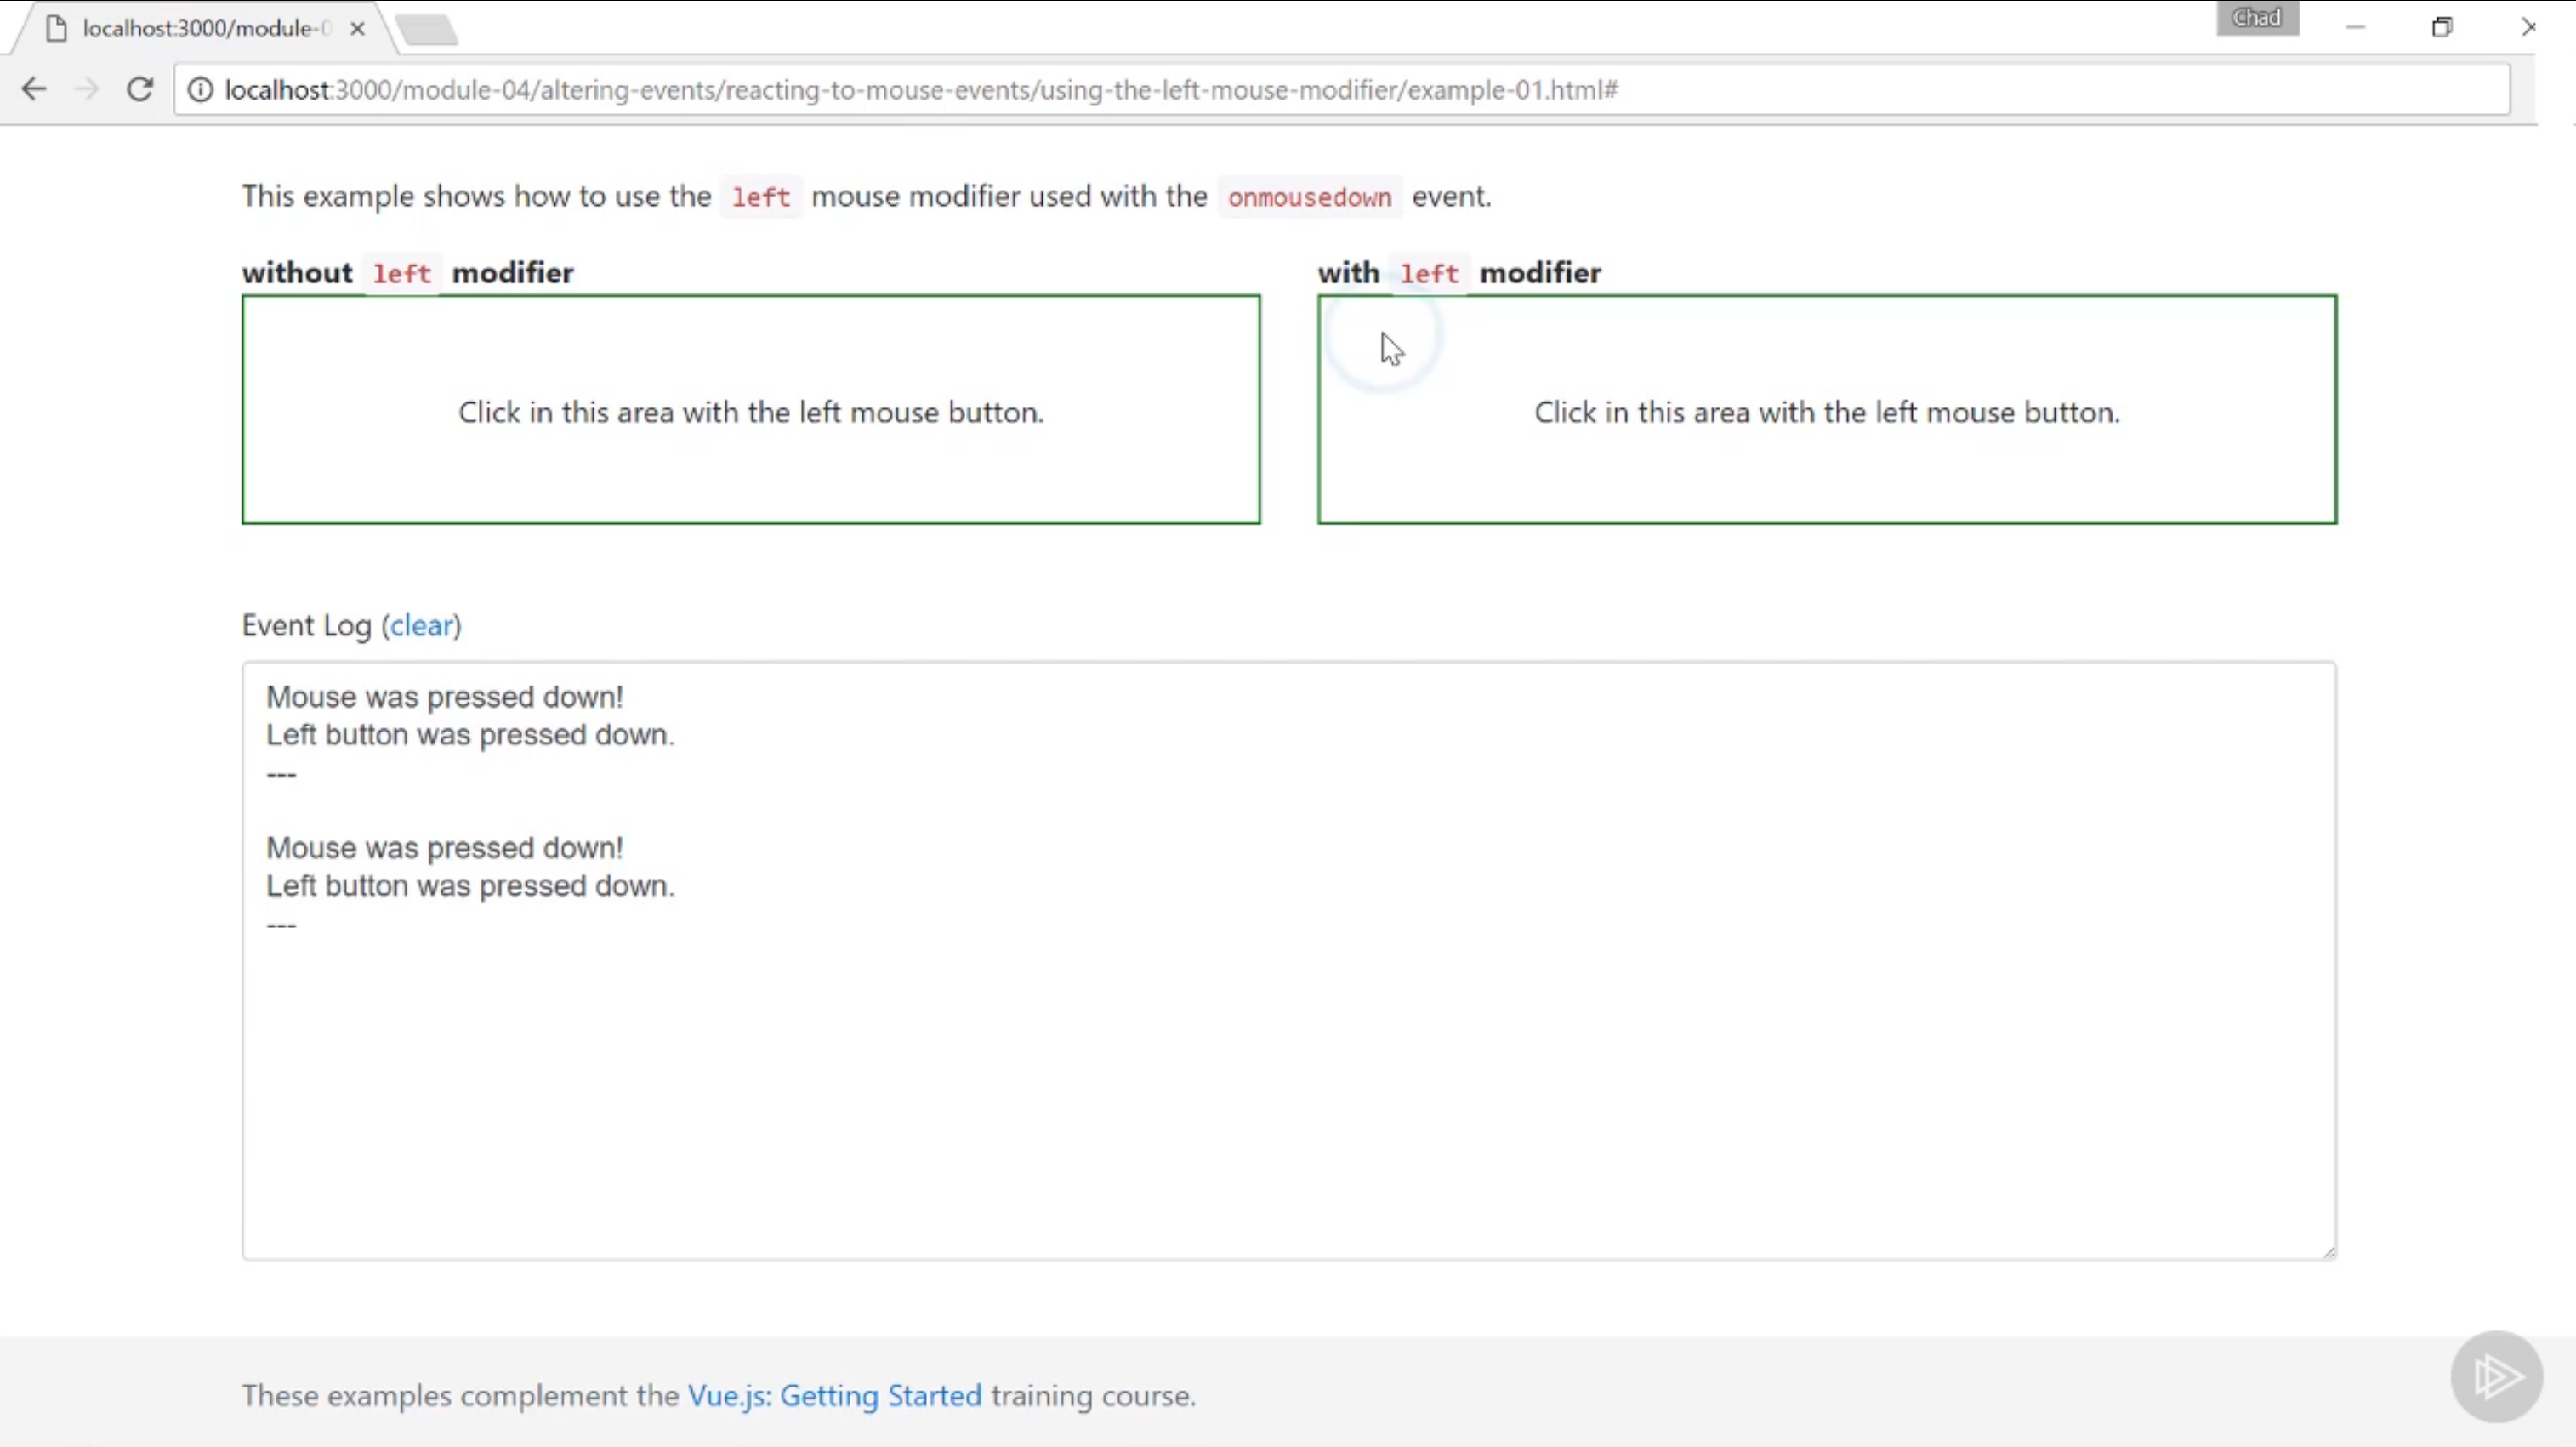 localhost:3000/module-0
Chad
localhost:3000/module-04/altering-events/reacting-to-mouse-events/using-the-left-mouse-modifier/example-01.html#
This example shows how to use the left mouse modifier used with the onmousedown event.
without left modifier
with left modifier
Click in this area with the left mouse button.
Click in this area with the left mouse button.
Event Log (clear)
Mouse was pressed down!
Left button was pressed down.
---
Mouse was pressed down!
Left button was pressed down.
---
These examples complement the Vue.js: Getting Started training course.